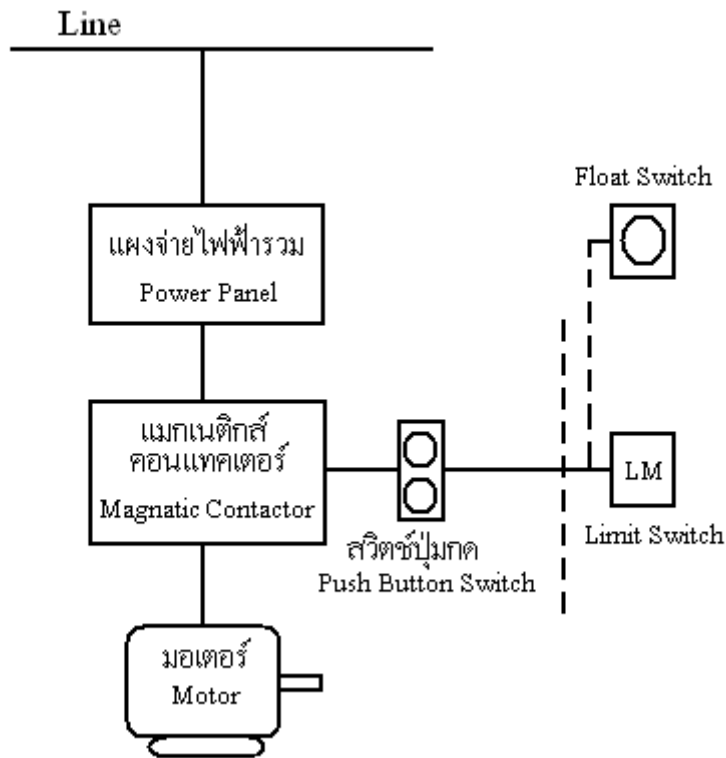 Line
Float Switch
แผงจ่ายไฟฟ้ารวม
Power Panel
แมกเนติกส์
คอนแทคเตอร์
Magnatic Contactor
LM
Limit Switch
สวิตช์ปุ่มกด
Push Button Switch
มอเตอร์
Motor